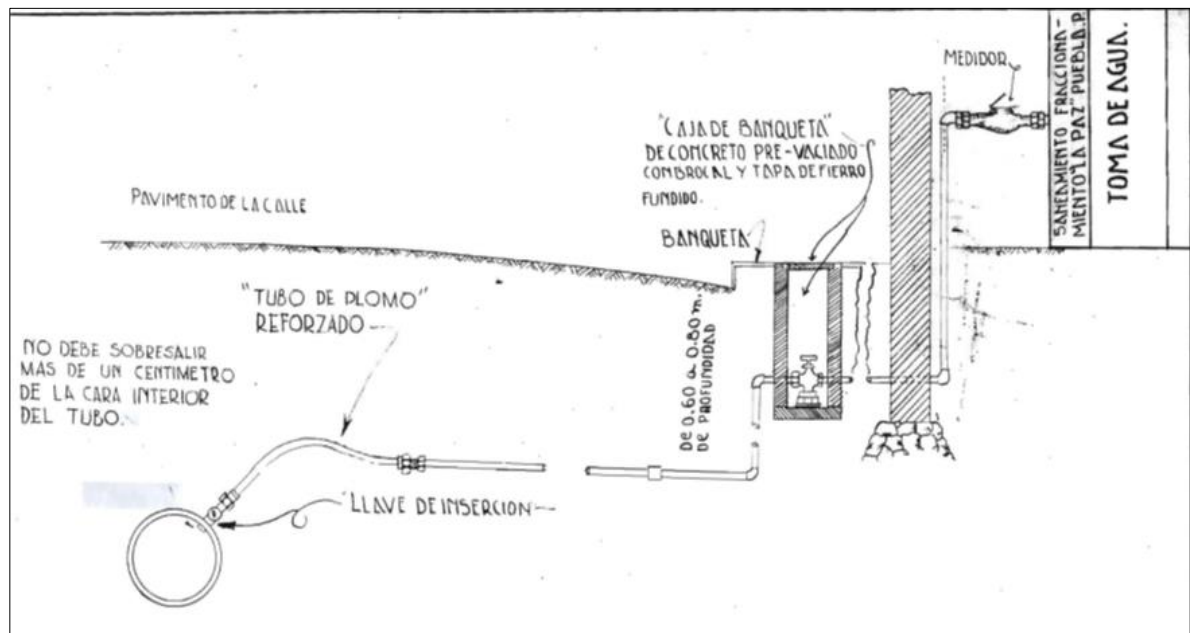 MEDIDOR
SANEAMIENTO FRACCIONA-
MIENTO "LA PAZ" PUEBLA.P.
TOMA DE AGUA.
"CAJA DE BANQUETA"
DE CONCRETO PRE-VACIADO
CON BROCAL Y TAPA DE FIERRO
FUNDIDO.
PAVIMENTO DE LA CALLE
BANQUETA
"TUBO DE PLOMO"
REFORZADO
De 0.60 a 0.80 m.
DE PROFUNDIDAD
NO DEBE SOBRESALIR
MAS DE UN CENTIMETRO
DE LA CARA INTERIOR
DEL TUBO.
"LLAVE DE INSERCION